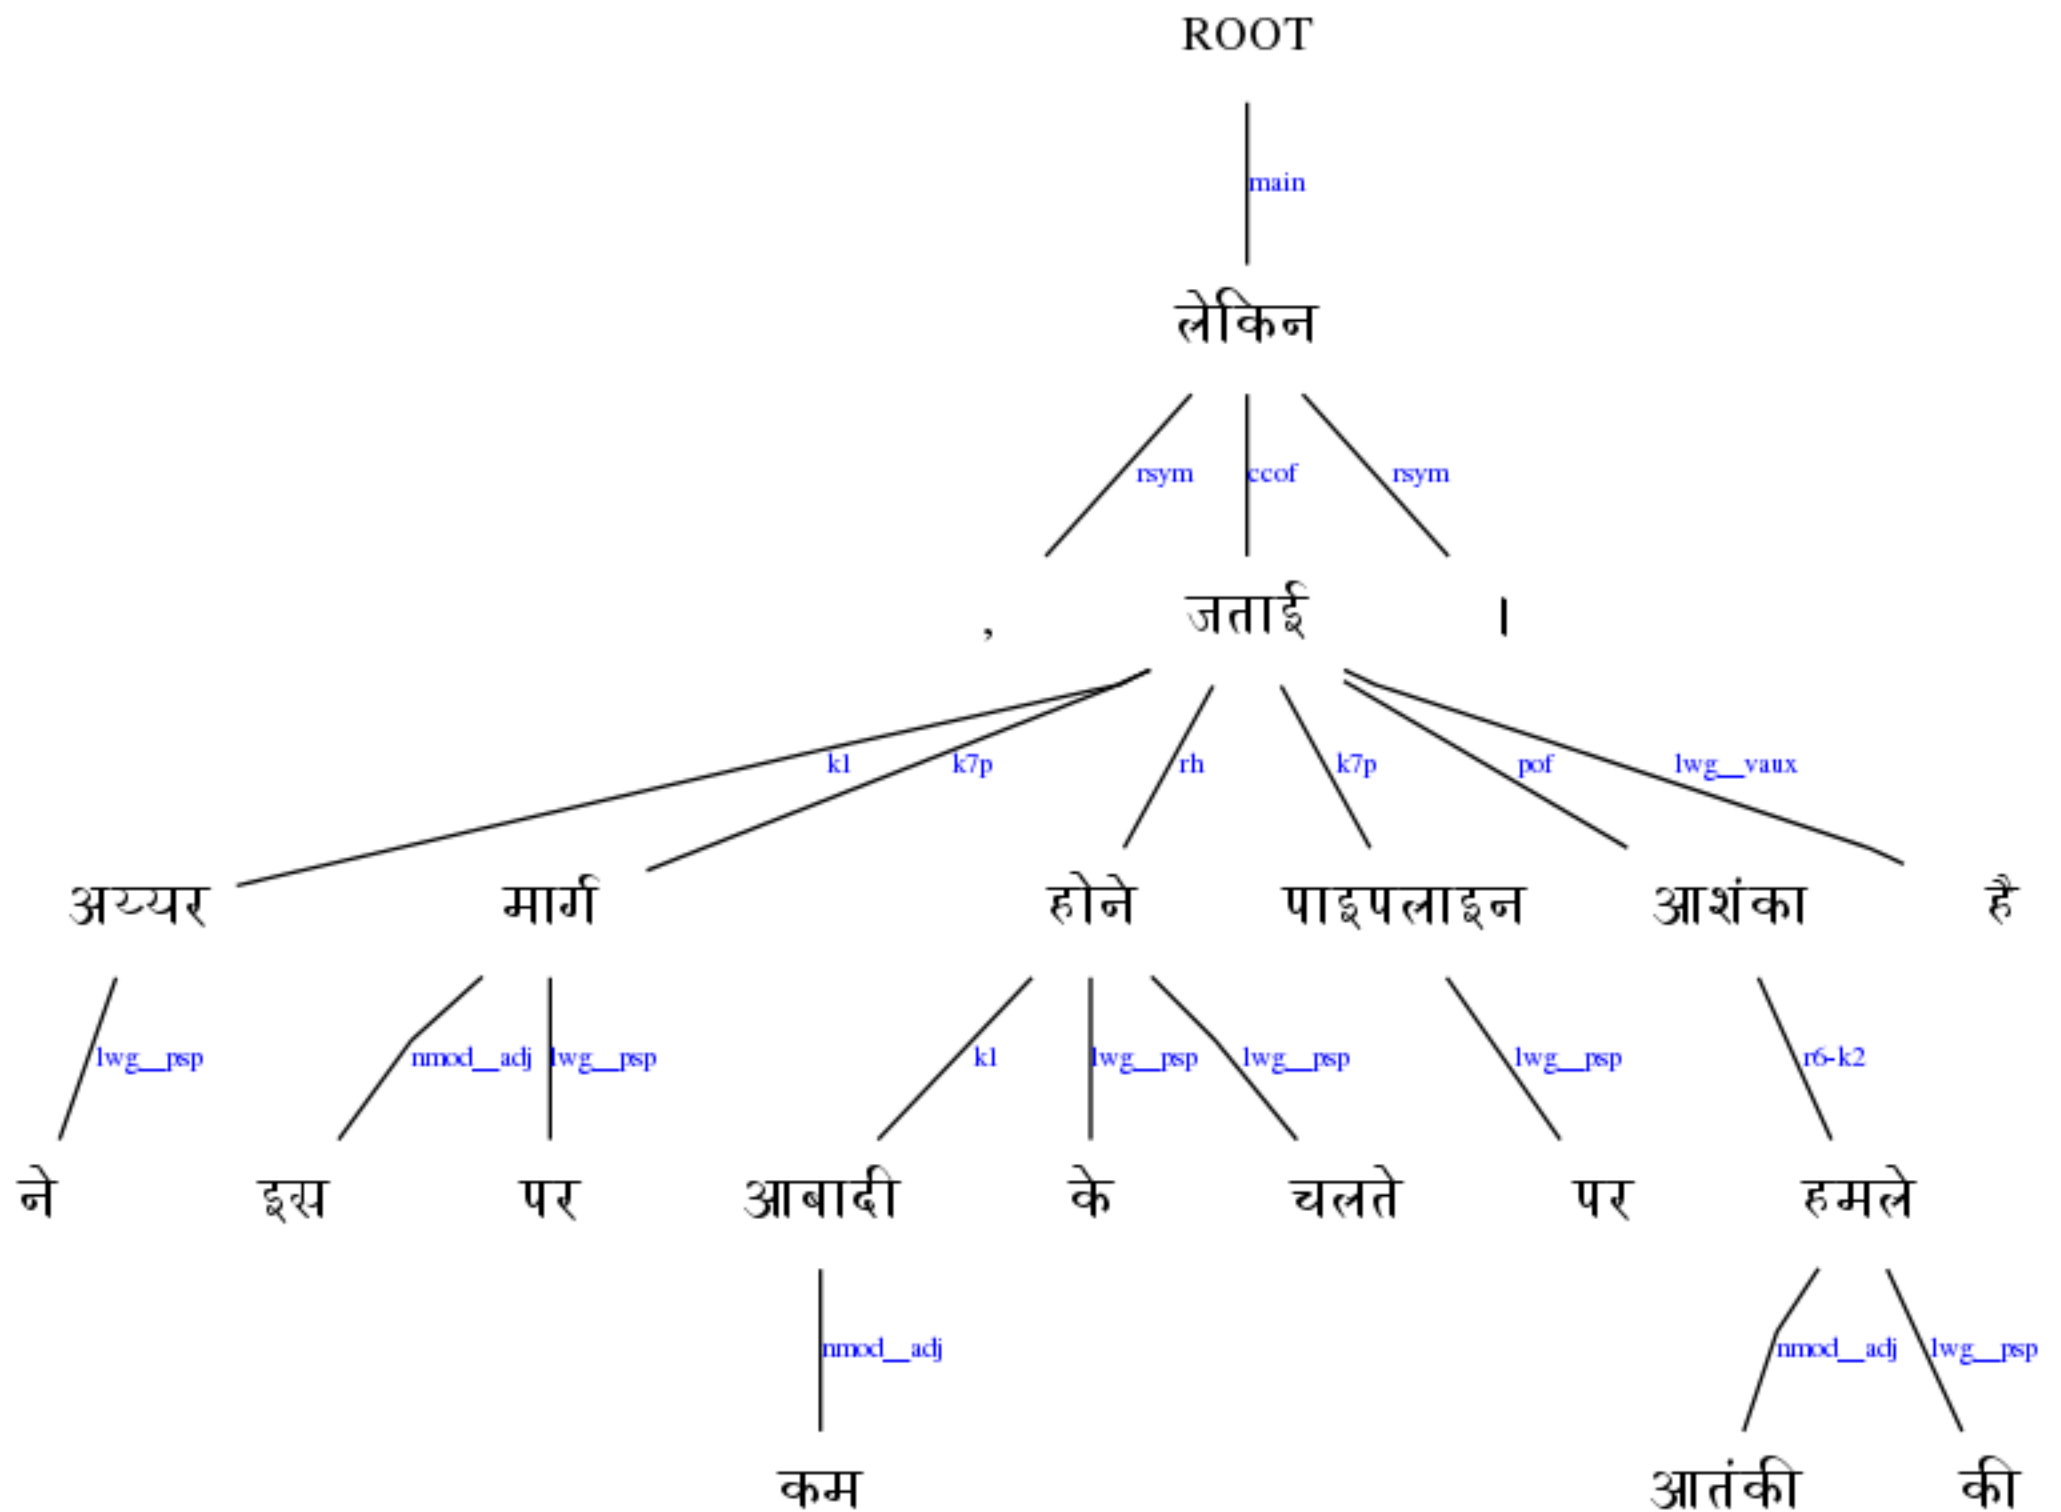 ROOT
main
लेकिन
rsym ccof rsym
, जताई ।
k1 k7p rh k7p pof lwg__vaux
अय्यर मार्ग होने पाइपलाइन आशंका है
lwg__psp nmod__adj lwg__psp k1 lwg__psp lwg__psp lwg__psp r6-k2
ने इस पर आबादी के चलते पर हमले
nmod__adj nmod__adj lwg__psp
कम आतंकी की